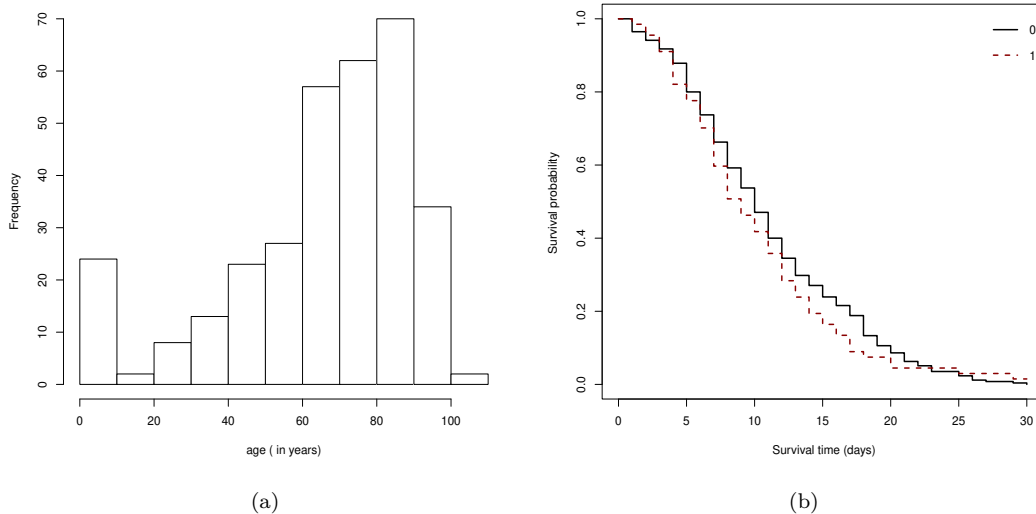 Frequency
70
60
50
40
30
20
10
0
0 20 40 60 80 100
age ( in years)
(a)
Survival probability
1.0
0.8
0.6
0.4
0.2
0.0
0 5 10 15 20 25 30
Survival time (days)
0
1
(b)